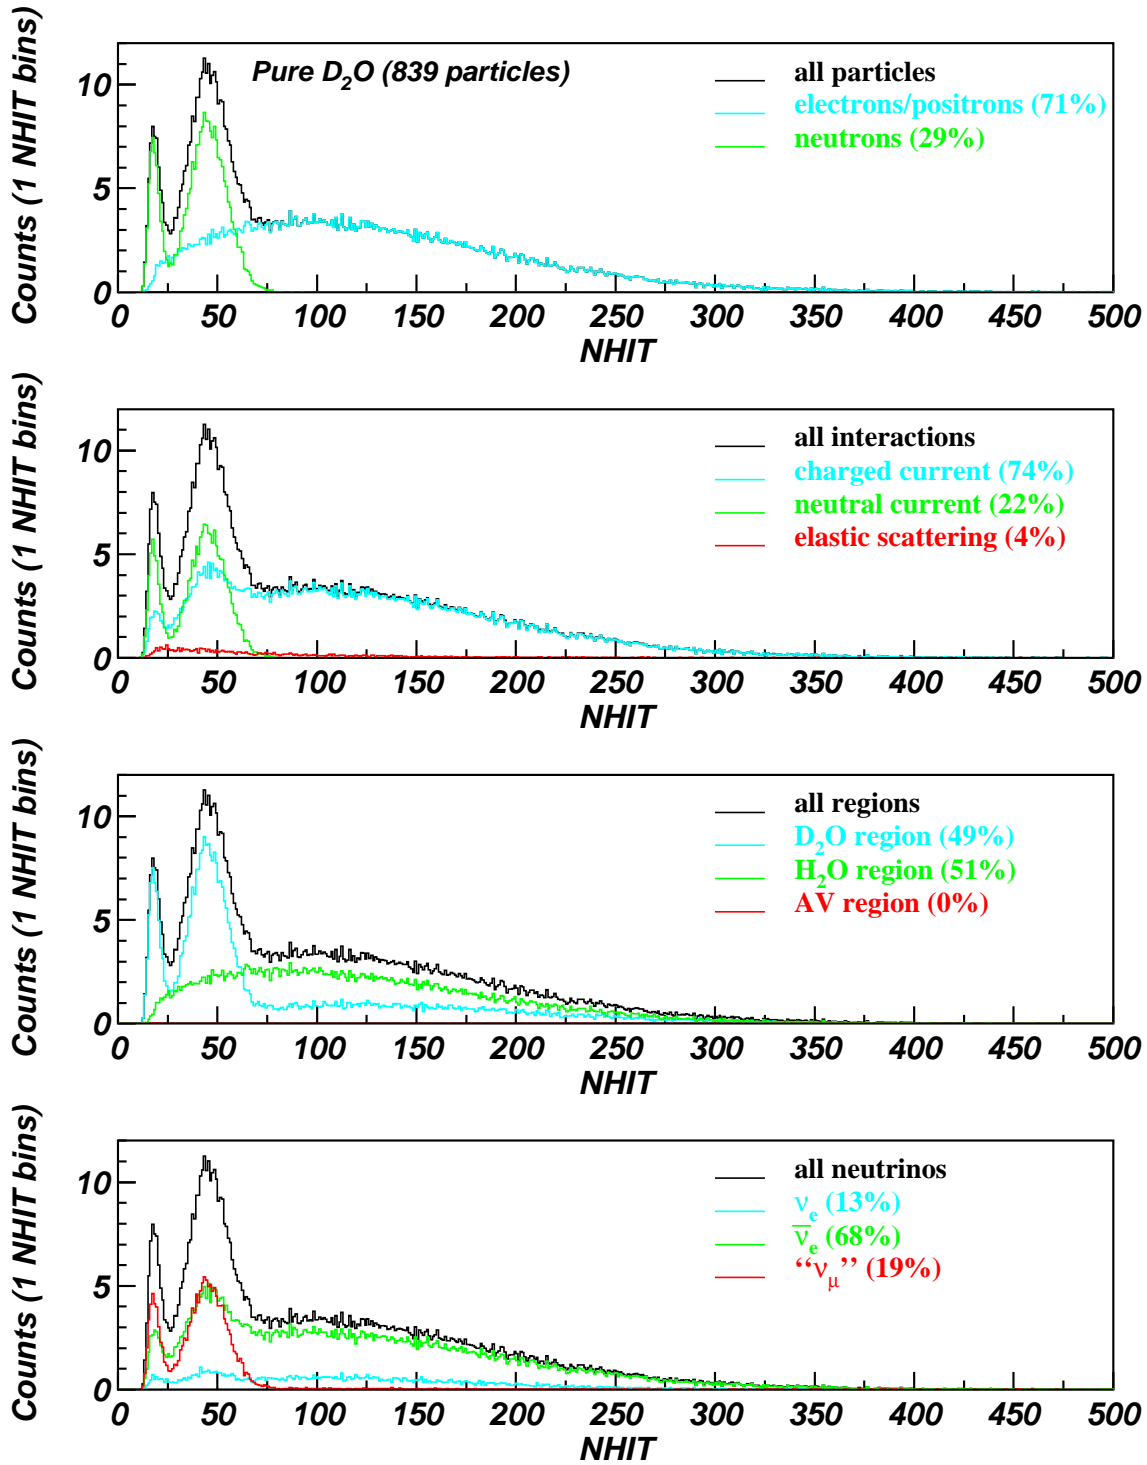 Pure D₂O (839 particles)
all particles
electrons/positrons (71%)
neutrons (29%)
Counts (1 NHIT bins)
10
5
0
0 50 100 150 200 250 300 350 400 450 500
NHIT
all interactions
charged current (74%)
neutral current (22%)
elastic scattering (4%)
Counts (1 NHIT bins)
10
5
0
0 50 100 150 200 250 300 350 400 450 500
NHIT
all regions
D₂O region (49%)
H₂O region (51%)
AV region (0%)
Counts (1 NHIT bins)
10
5
0
0 50 100 150 200 250 300 350 400 450 500
NHIT
all neutrinos
νₑ (13%)
ν̅ₑ (68%)
“ν_μ” (19%)
Counts (1 NHIT bins)
10
5
0
0 50 100 150 200 250 300 350 400 450 500
NHIT